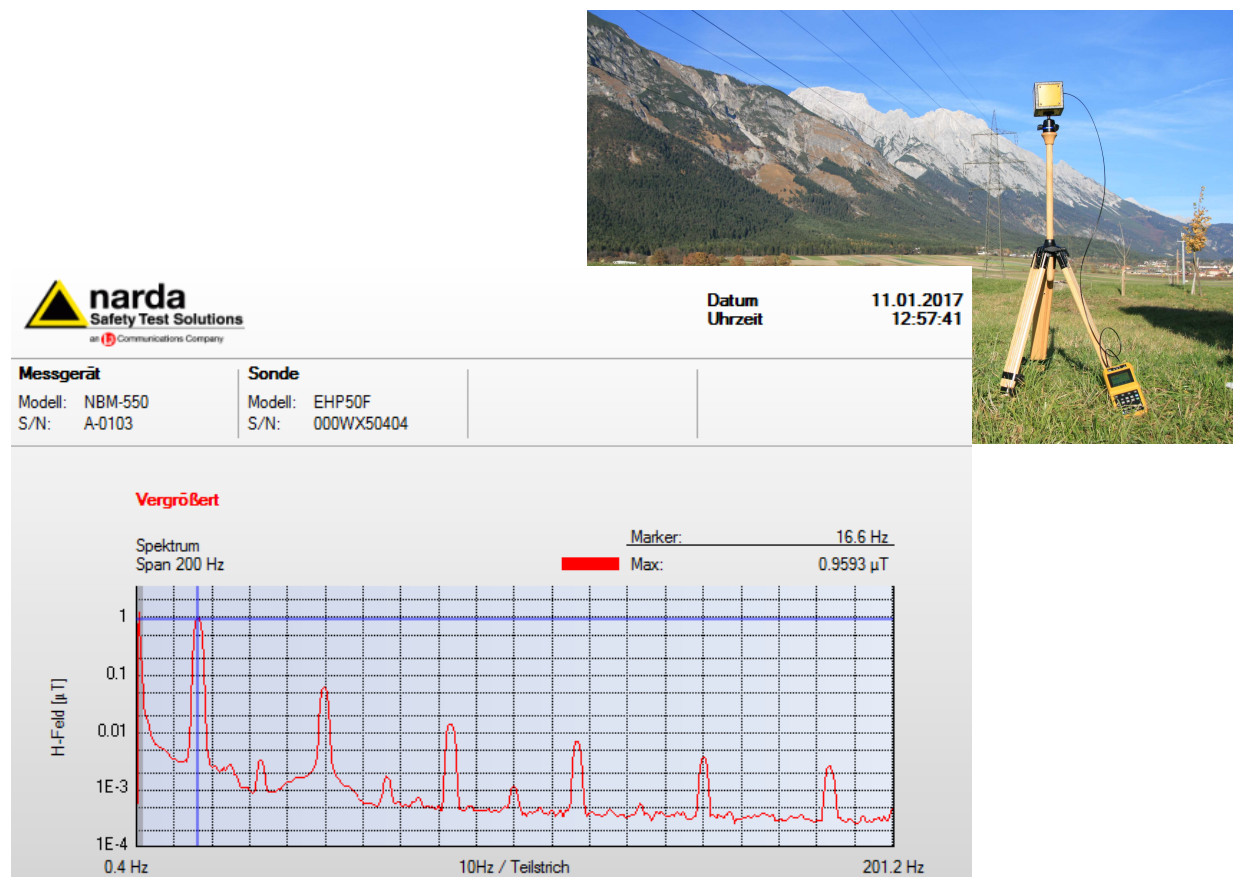 narda
Safety Test Solutions
an L3 Communications Company
Datum 11.01.2017
Uhrzeit 12:57:41
Messgerät
Modell: NBM-550
S/N: A-0103
Sonde
Modell: EHP50F
S/N: 000WX50404
Vergrößert
Spektrum
Span 200 Hz
Marker: 16.6 Hz
Max: 0.9593 µT
H-Feld [µT]
1
0.1
0.01
1E-3
1E-4
0.4 Hz 10Hz / Teilstrich 201.2 Hz